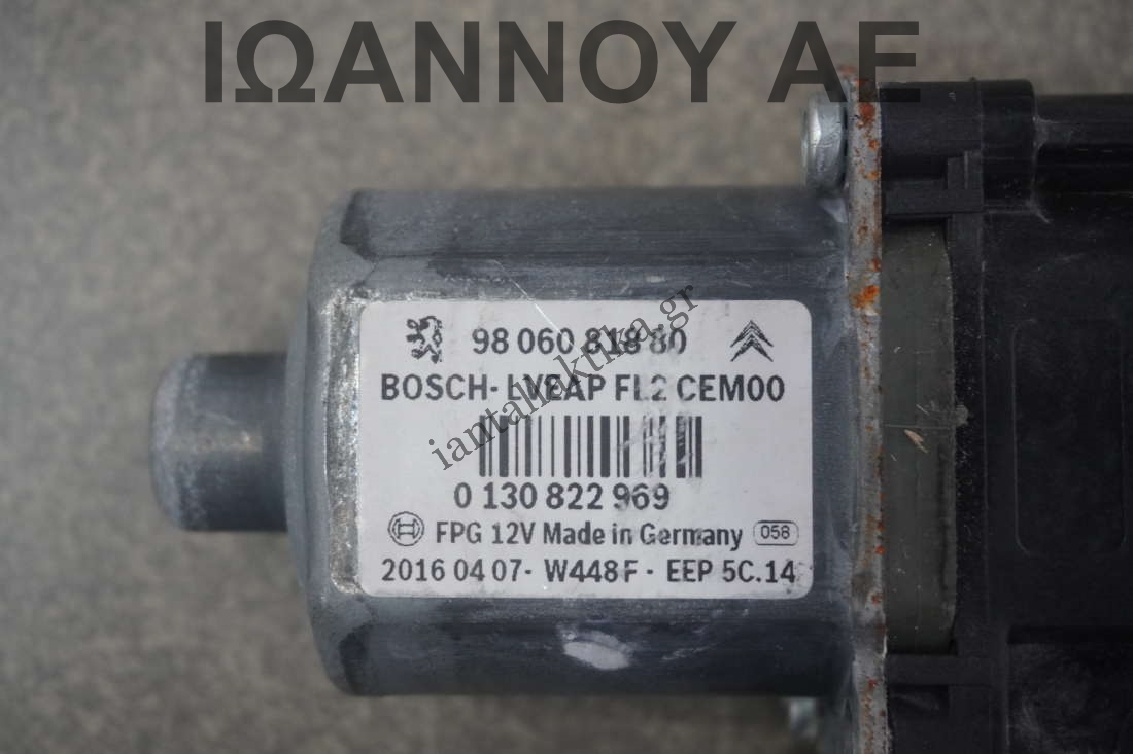 ΙΩΑΝΝΟΥ ΑΕ
98 060 818 80
BOSCH- LVEAP FL2 CEM00
iantallaktika.gr
0 130 822 969
FPG 12V Made in Germany 058
2016 04 07- W448F - EEP 5C.14